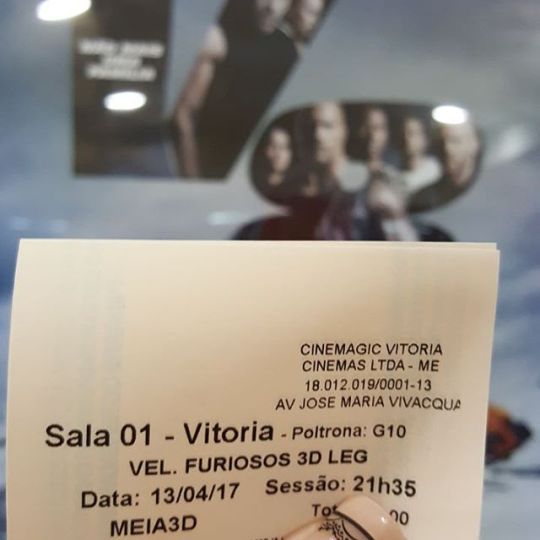 CINEMAGIC VITORIA
CINEMAS LTDA - ME
18.012.019/0001-13
AV JOSE MARIA VIVACQUA
Sala 01 - Vitoria - Poltrona: G10
VEL. FURIOSOS 3D LEG
Data: 13/04/17 Sessão: 21h35
MEIA3D